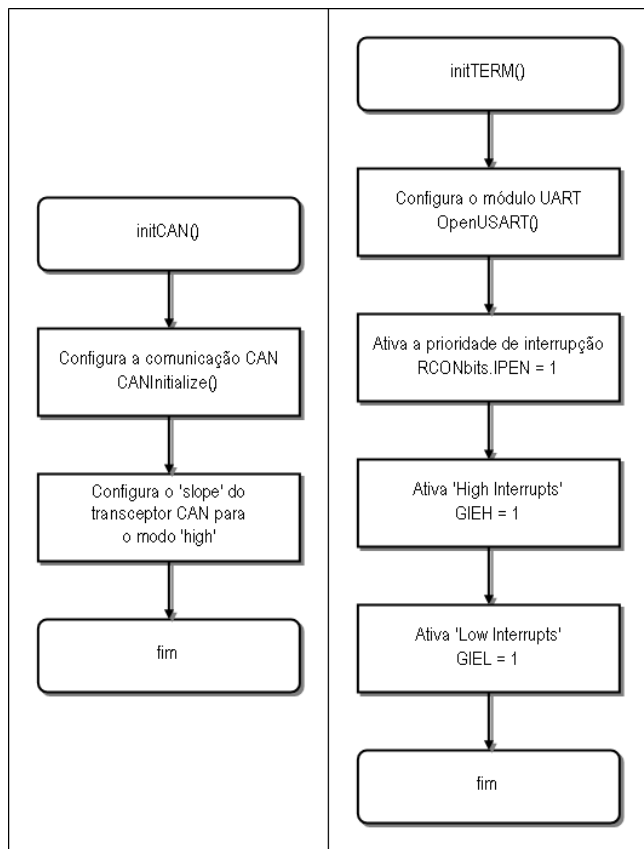 initCAN()
Configura a comunicação CAN
CANInitialize()
Configura o 'slope' do
transceptor CAN para
o modo 'high'
fim
initTERM()
Configura o módulo UART
OpenUSART()
Ativa a prioridade de interrupção
RCONbits.IPEN = 1
Ativa 'High Interrupts'
GIEH = 1
Ativa 'Low Interrupts'
GIEL = 1
fim